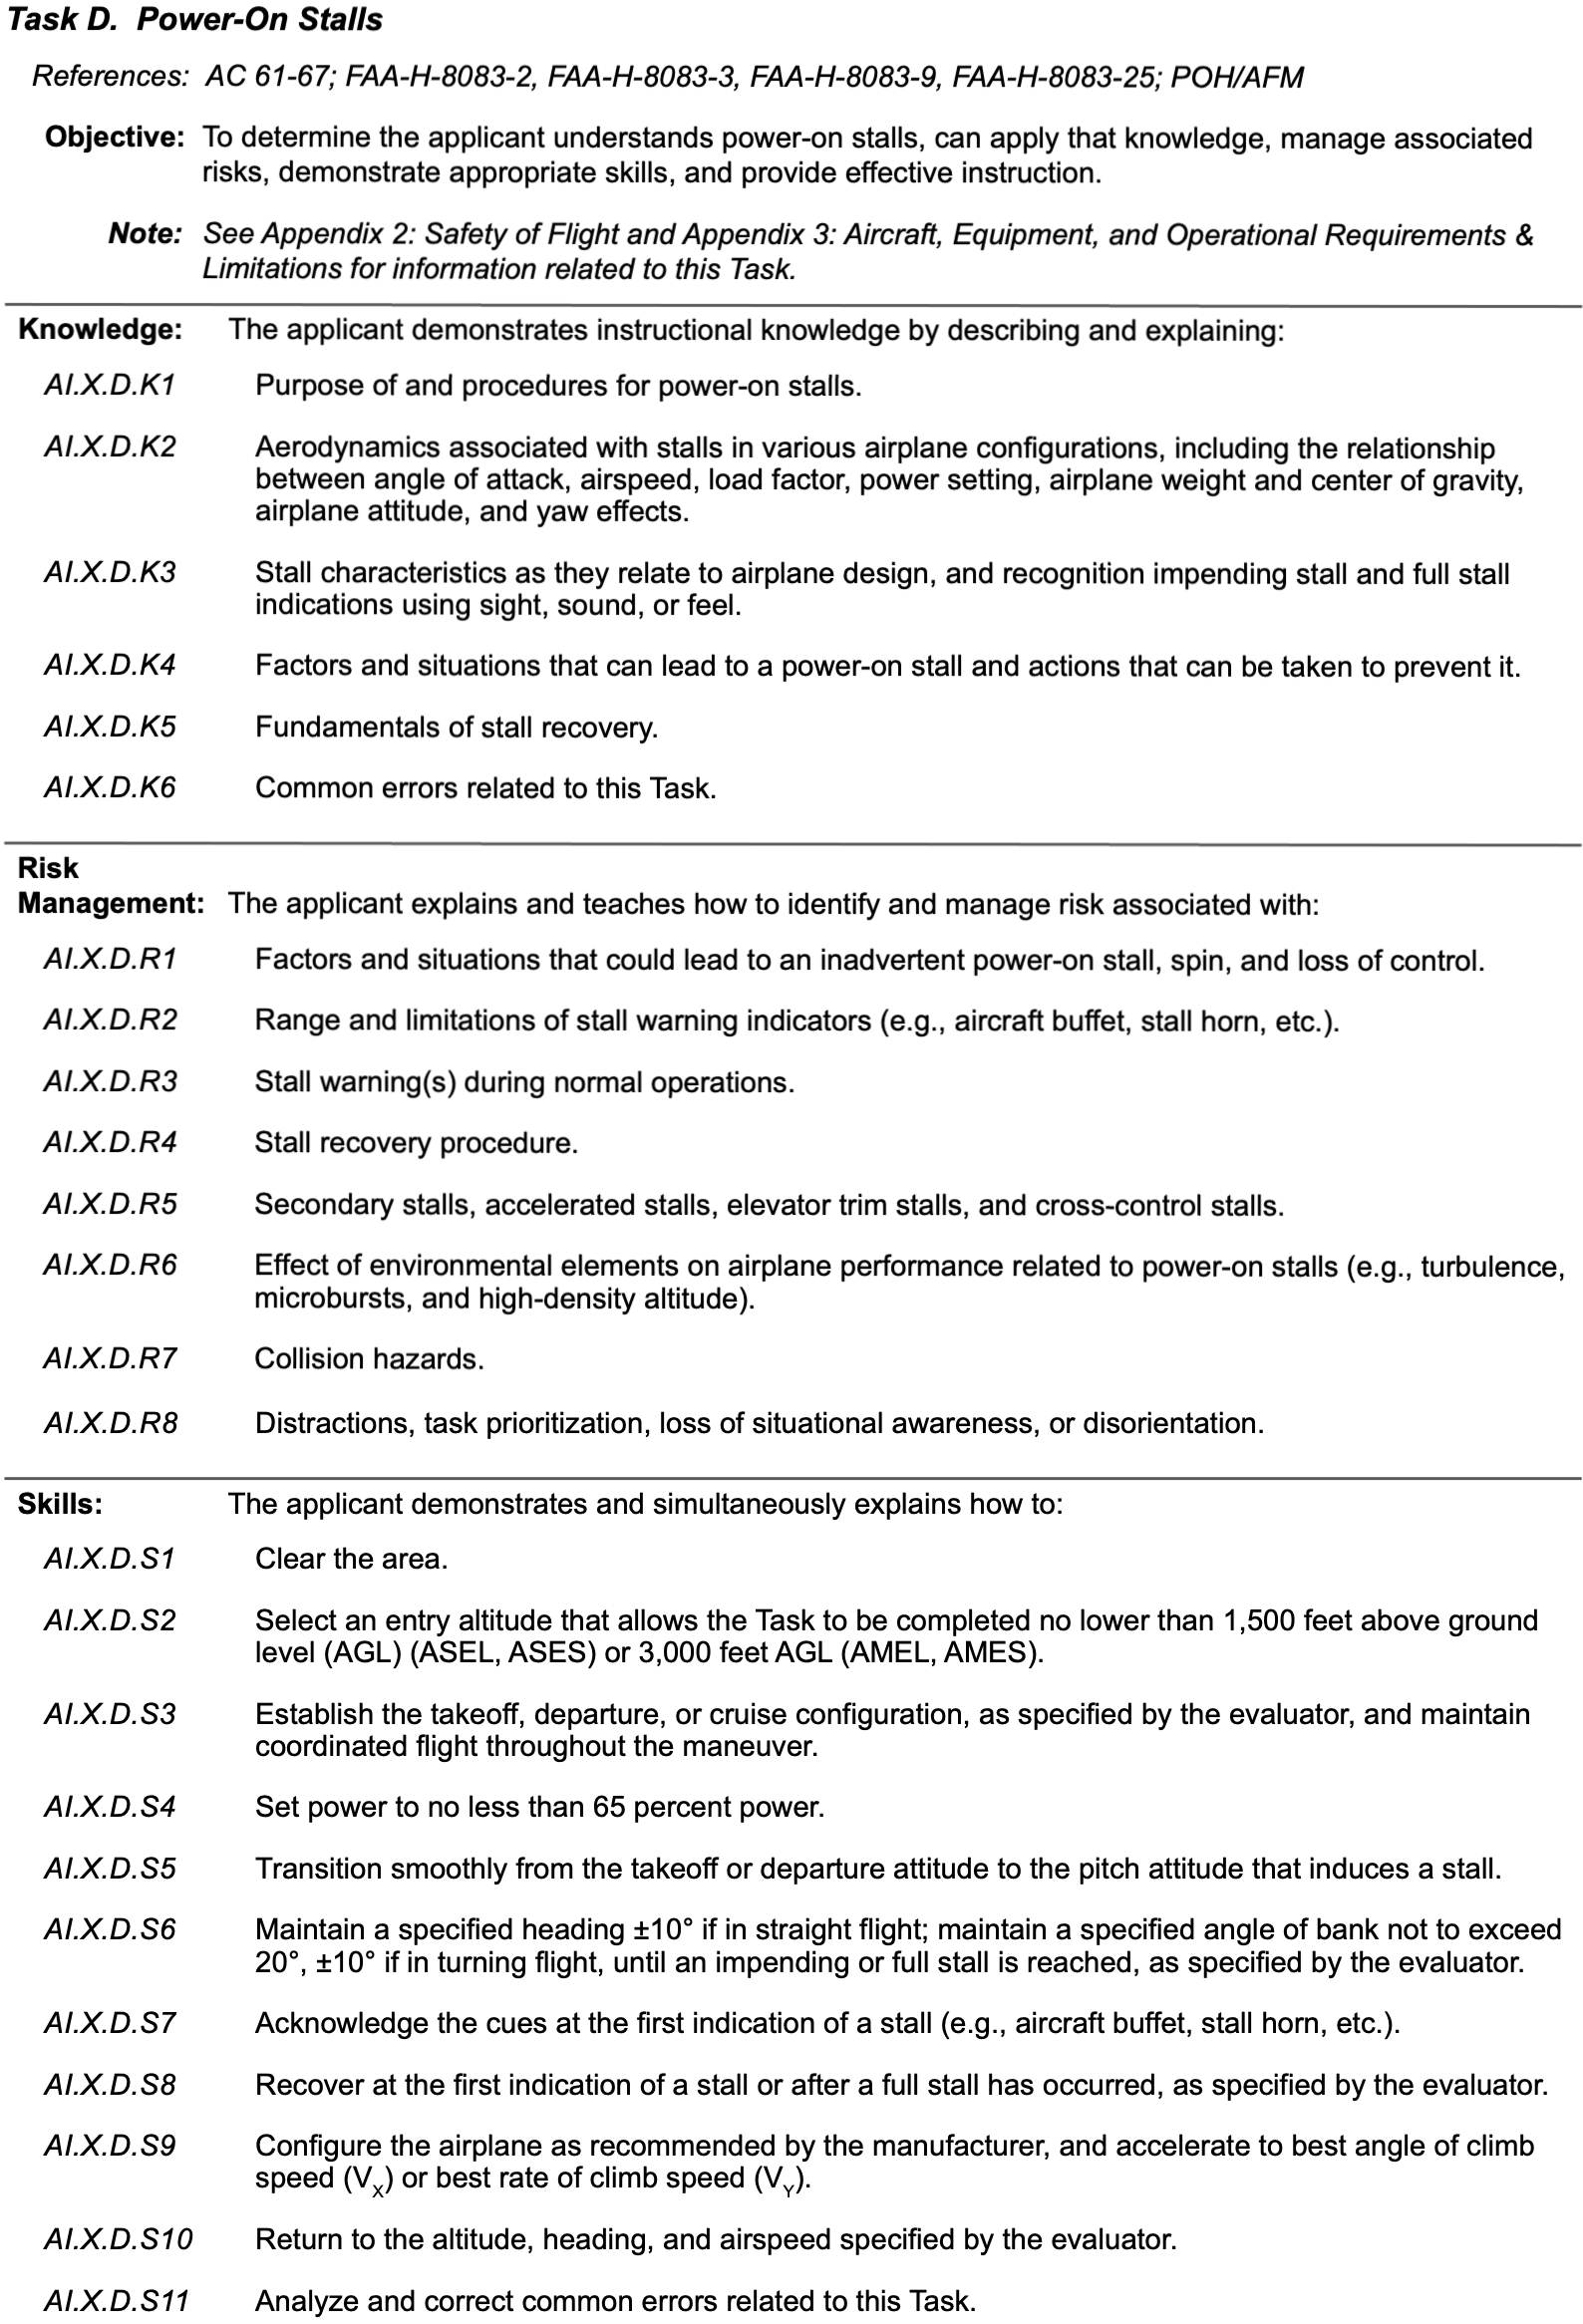 Task D. Power-On Stalls
References: AC 61-67; FAA-H-8083-2, FAA-H-8083-3, FAA-H-8083-9, FAA-H-8083-25; POH/AFM
Objective: To determine the applicant understands power-on stalls, can apply that knowledge, manage associated
risks, demonstrate appropriate skills, and provide effective instruction.
Note: See Appendix 2: Safety of Flight and Appendix 3: Aircraft, Equipment, and Operational Requirements &
Limitations for information related to this Task.
Knowledge: The applicant demonstrates instructional knowledge by describing and explaining:
AI.X.D.K1 Purpose of and procedures for power-on stalls.
AI.X.D.K2 Aerodynamics associated with stalls in various airplane configurations, including the relationship
between angle of attack, airspeed, load factor, power setting, airplane weight and center of gravity,
airplane attitude, and yaw effects.
AI.X.D.K3 Stall characteristics as they relate to airplane design, and recognition impending stall and full stall
indications using sight, sound, or feel.
AI.X.D.K4 Factors and situations that can lead to a power-on stall and actions that can be taken to prevent it.
AI.X.D.K5 Fundamentals of stall recovery.
AI.X.D.K6 Common errors related to this Task.
Risk
Management: The applicant explains and teaches how to identify and manage risk associated with:
AI.X.D.R1 Factors and situations that could lead to an inadvertent power-on stall, spin, and loss of control.
AI.X.D.R2 Range and limitations of stall warning indicators (e.g., aircraft buffet, stall horn, etc.).
AI.X.D.R3 Stall warning(s) during normal operations.
AI.X.D.R4 Stall recovery procedure.
AI.X.D.R5 Secondary stalls, accelerated stalls, elevator trim stalls, and cross-control stalls.
AI.X.D.R6 Effect of environmental elements on airplane performance related to power-on stalls (e.g., turbulence,
microbursts, and high-density altitude).
AI.X.D.R7 Collision hazards.
AI.X.D.R8 Distractions, task prioritization, loss of situational awareness, or disorientation.
Skills: The applicant demonstrates and simultaneously explains how to:
AI.X.D.S1 Clear the area.
AI.X.D.S2 Select an entry altitude that allows the Task to be completed no lower than 1,500 feet above ground
level (AGL) (ASEL, ASES) or 3,000 feet AGL (AMEL, AMES).
AI.X.D.S3 Establish the takeoff, departure, or cruise configuration, as specified by the evaluator, and maintain
coordinated flight throughout the maneuver.
AI.X.D.S4 Set power to no less than 65 percent power.
AI.X.D.S5 Transition smoothly from the takeoff or departure attitude to the pitch attitude that induces a stall.
AI.X.D.S6 Maintain a specified heading ±10° if in straight flight; maintain a specified angle of bank not to exceed
20°, ±10° if in turning flight, until an impending or full stall is reached, as specified by the evaluator.
AI.X.D.S7 Acknowledge the cues at the first indication of a stall (e.g., aircraft buffet, stall horn, etc.).
AI.X.D.S8 Recover at the first indication of a stall or after a full stall has occurred, as specified by the evaluator.
AI.X.D.S9 Configure the airplane as recommended by the manufacturer, and accelerate to best angle of climb
speed (VX) or best rate of climb speed (VY).
AI.X.D.S10 Return to the altitude, heading, and airspeed specified by the evaluator.
AI.X.D.S11 Analyze and correct common errors related to this Task.